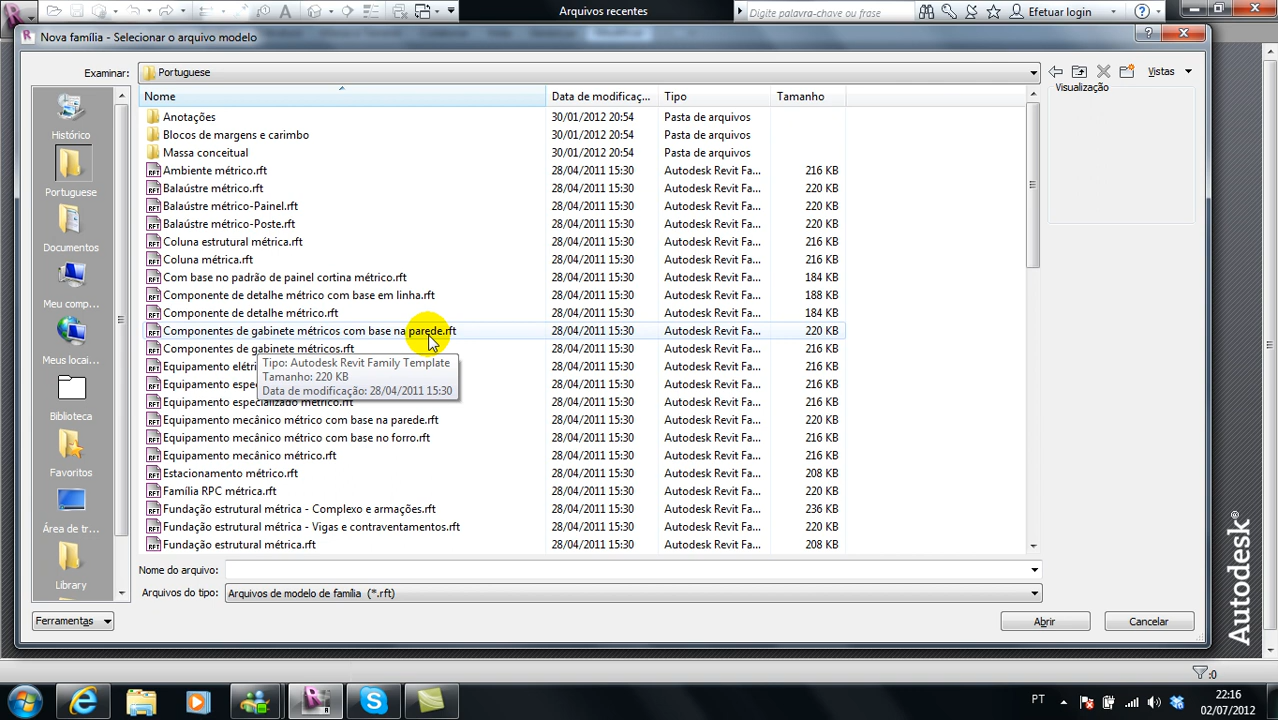 Arquivos recentes
Digite palavra-chave ou frase
Efetuar login
Nova família - Selecionar o arquivo modelo
Examinar:
Portuguese
Vistas
Visualização
Nome
Data de modificaç...
Tipo
Tamanho
Anotações 30/01/2012 20:54 Pasta de arquivos
Blocos de margens e carimbo 30/01/2012 20:54 Pasta de arquivos
Massa conceitual 30/01/2012 20:54 Pasta de arquivos
Ambiente métrico.rft 28/04/2011 15:30 Autodesk Revit Fa... 216 KB
Balaústre métrico.rft 28/04/2011 15:30 Autodesk Revit Fa... 220 KB
Balaústre métrico-Painel.rft 28/04/2011 15:30 Autodesk Revit Fa... 220 KB
Balaústre métrico-Poste.rft 28/04/2011 15:30 Autodesk Revit Fa... 220 KB
Coluna estrutural métrica.rft 28/04/2011 15:30 Autodesk Revit Fa... 216 KB
Coluna métrica.rft 28/04/2011 15:30 Autodesk Revit Fa... 216 KB
Com base no padrão de painel cortina métrico.rft 28/04/2011 15:30 Autodesk Revit Fa... 184 KB
Componente de detalhe métrico com base em linha.rft 28/04/2011 15:30 Autodesk Revit Fa... 188 KB
Componente de detalhe métrico.rft 28/04/2011 15:30 Autodesk Revit Fa... 184 KB
Componentes de gabinete métricos com base na parede.rft 28/04/2011 15:30 Autodesk Revit Fa... 220 KB
Componentes de gabinete métricos.rft 28/04/2011 15:30 Autodesk Revit Fa... 216 KB
Equipamento elétri 28/04/2011 15:30 Autodesk Revit Fa... 216 KB
Equipamento espe 28/04/2011 15:30 Autodesk Revit Fa... 220 KB
Equipamento especializado métrico.rft 28/04/2011 15:30 Autodesk Revit Fa... 216 KB
Equipamento mecânico métrico com base na parede.rft 28/04/2011 15:30 Autodesk Revit Fa... 220 KB
Equipamento mecânico métrico com base no forro.rft 28/04/2011 15:30 Autodesk Revit Fa... 216 KB
Equipamento mecânico métrico.rft 28/04/2011 15:30 Autodesk Revit Fa... 216 KB
Estacionamento métrico.rft 28/04/2011 15:30 Autodesk Revit Fa... 208 KB
Família RPC métrica.rft 28/04/2011 15:30 Autodesk Revit Fa... 220 KB
Fundação estrutural métrica - Complexo e armações.rft 28/04/2011 15:30 Autodesk Revit Fa... 236 KB
Fundação estrutural métrica - Vigas e contraventamentos.rft 28/04/2011 15:30 Autodesk Revit Fa... 220 KB
Fundação estrutural métrica.rft 28/04/2011 15:30 Autodesk Revit Fa... 208 KB
Tipo: Autodesk Revit Family Template
Tamanho: 220 KB
Data de modificação: 28/04/2011 15:30
Histórico
Portuguese
Documentos
Meu comp...
Meus locai...
Biblioteca
Favoritos
Área de tr...
Library
Nome do arquivo:
Arquivos do tipo:
Arquivos de modelo de família (*.rft)
Ferramentas
Abrir
Cancelar
Autodesk®
:0
PT
22:16
02/07/2012